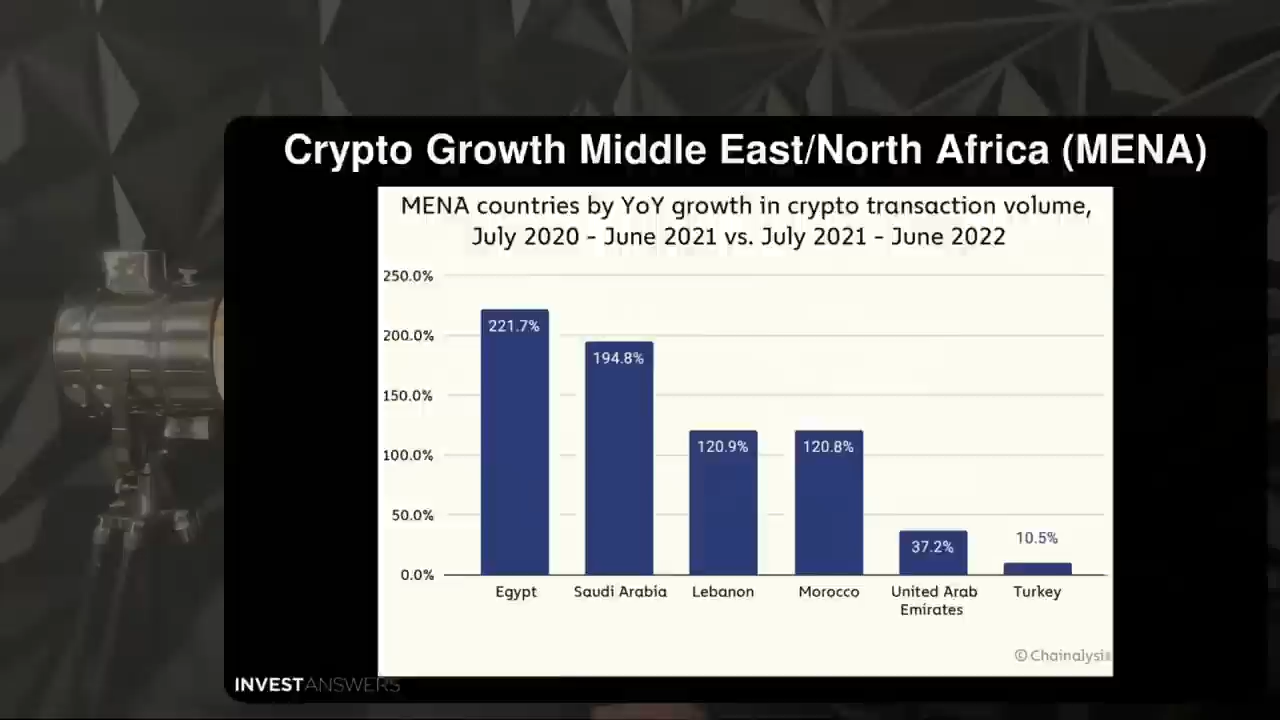 Crypto Growth Middle East/North Africa (MENA)
MENA countries by YoY growth in crypto transaction volume,
July 2020 - June 2021 vs. July 2021 - June 2022
250.0%
200.0%
150.0%
100.0%
50.0%
0.0%
221.7%
194.8%
120.9%
120.8%
37.2%
10.5%
Egypt
Saudi Arabia
Lebanon
Morocco
United Arab
Emirates
Turkey
© Chainalysis
INVESTANSWERS